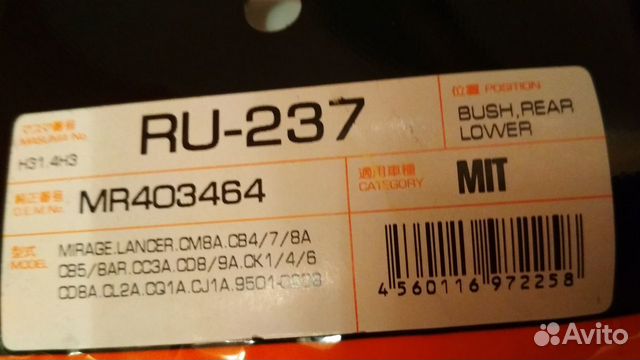 マスマ番号
MASUMA No.
RU-237
H31.4H3
位置 POSITION
BUSH,REAR
LOWER
純正番号
O.E.M.No.
MR403464
適用車種
CATEGORY
MIT
型式
MODEL
MIRAGE.LANCER.CM8A.CB4/7/8A
CB5/8AR.CC3A.CD8/9A.CK1/4/6
CD8A.CL2A.CQ1A.CJ1A.9501-
4 560116 972258
Avito